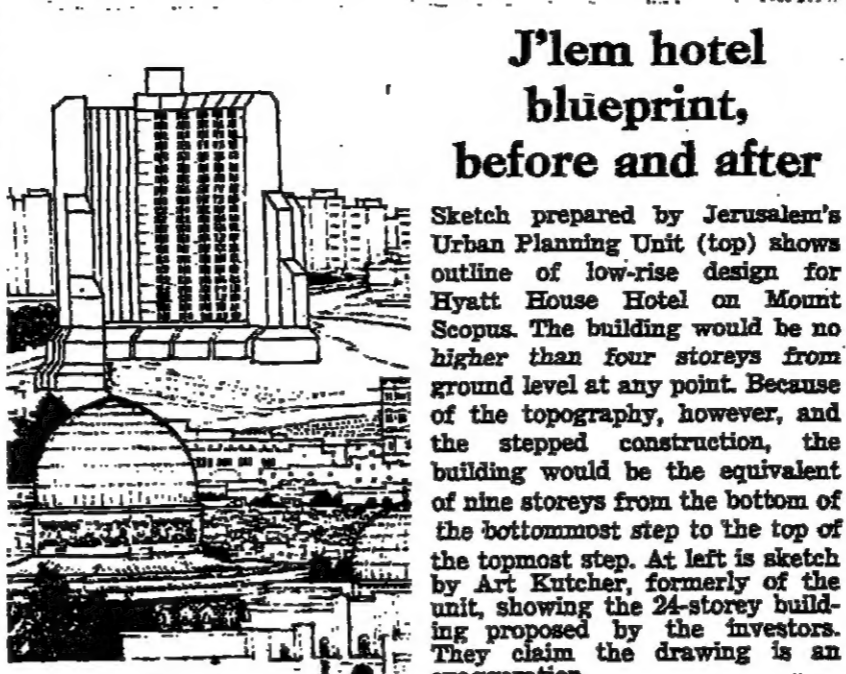 J'lem hotel
blueprint,
before and after
Sketch prepared by Jerusalem's
Urban Planning Unit (top) shows
outline of low-rise design for
Hyatt House Hotel on Mount
Scopus. The building would be no
higher than four storeys from
ground level at any point. Because
of the topography, however, and
the stepped construction, the
building would be the equivalent
of nine storeys from the bottom of
the bottommost step to the top of
the topmost step. At left is sketch
by Art Kutcher, formerly of the
unit, showing the 24-storey build-
ing proposed by the investors.
They claim the drawing is an